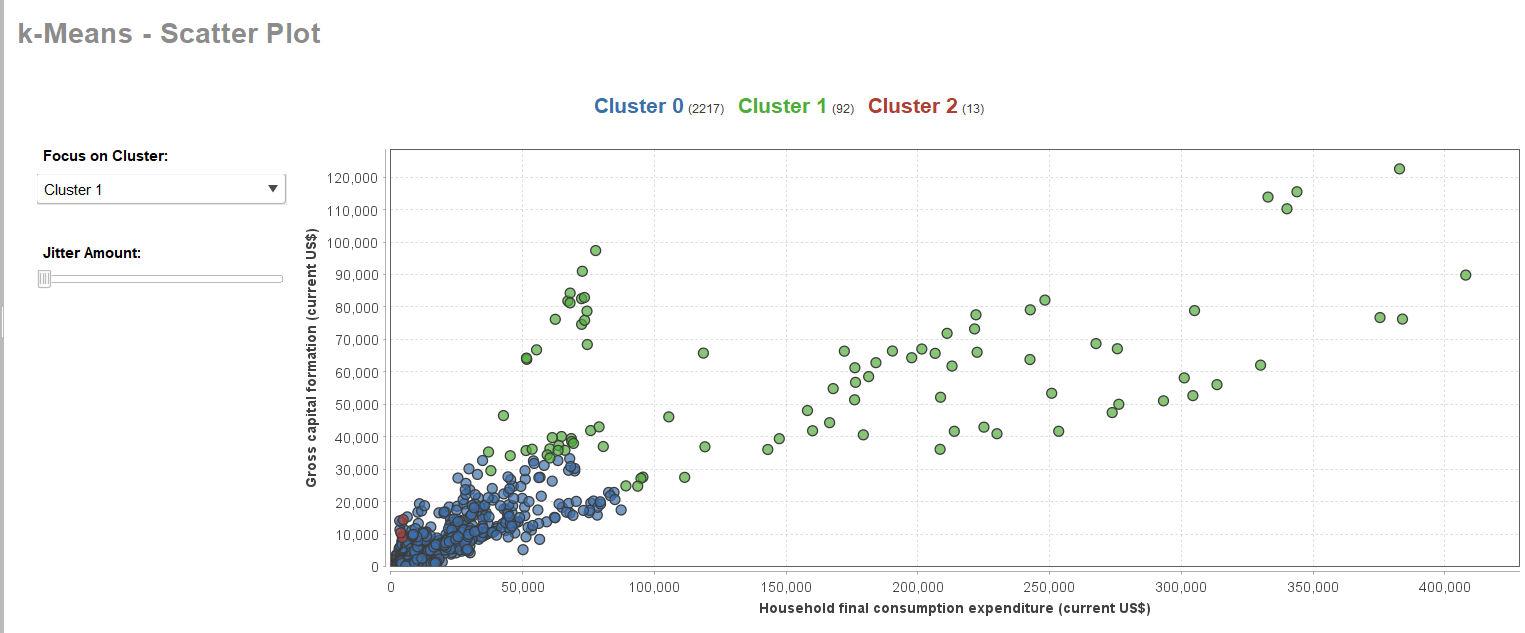 k-Means - Scatter Plot
Cluster 0 (2217) Cluster 1 (92) Cluster 2 (13)
Focus on Cluster:
Cluster 1
Jitter Amount:
Gross capital formation (current US$)
120,000
110,000
100,000
90,000
80,000
70,000
60,000
50,000
40,000
30,000
20,000
10,000
0
0 50,000 100,000 150,000 200,000 250,000 300,000 350,000 400,000
Household final consumption expenditure (current US$)